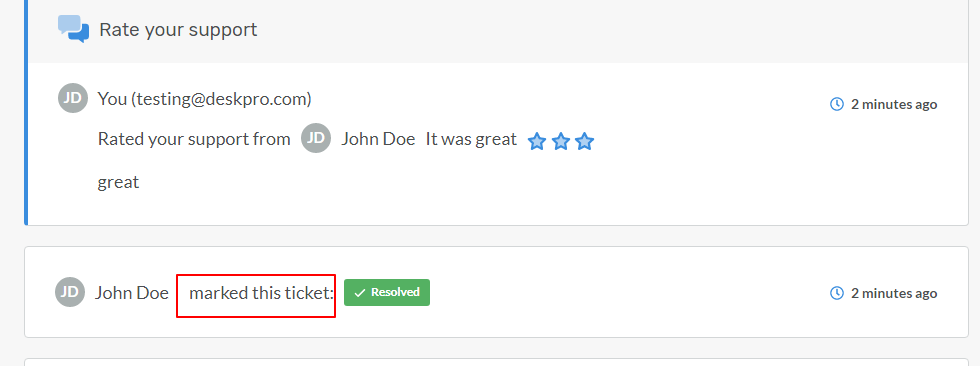 Rate your support
JD You (testing@deskpro.com) 2 minutes ago
Rated your support from JD John Doe It was great
great
JD John Doe marked this ticket: Resolved 2 minutes ago